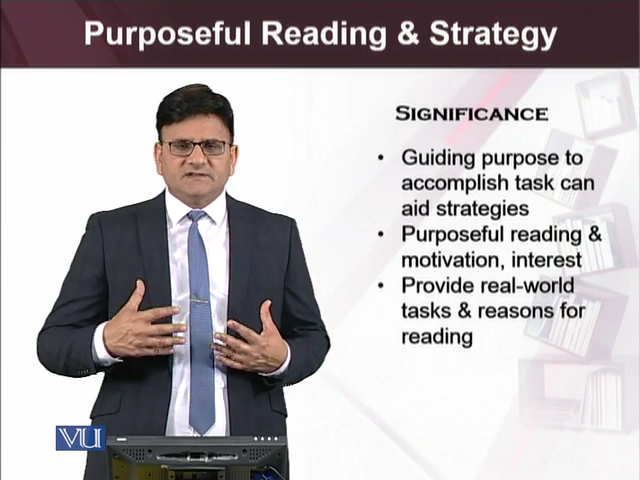 Purposeful Reading & Strategy
SIGNIFICANCE
• Guiding purpose to
accomplish task can
aid strategies
• Purposeful reading &
motivation, interest
• Provide real-world
tasks & reasons for
reading
VU